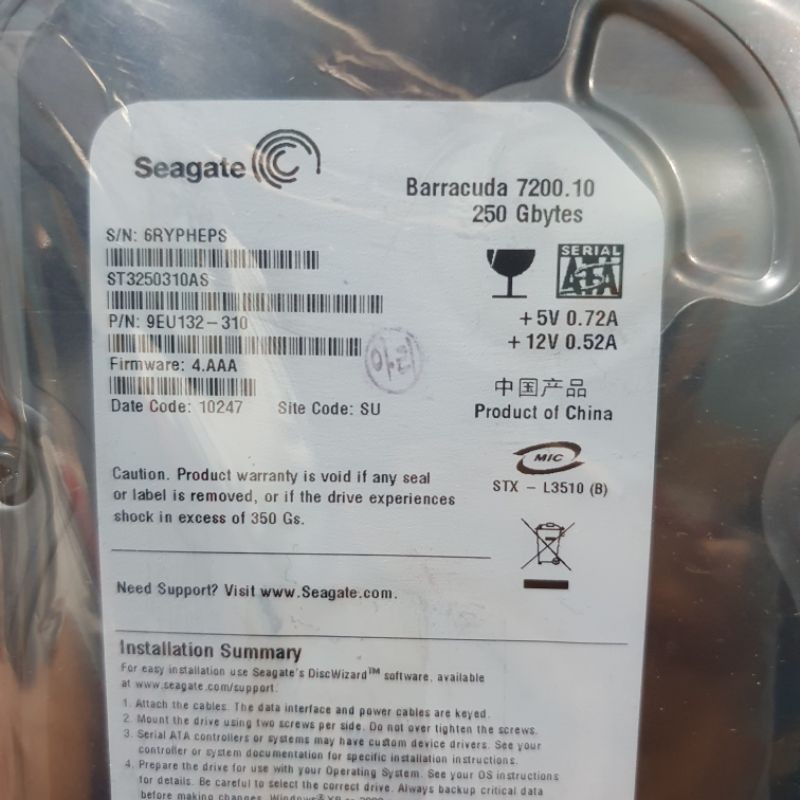 Seagate
Barracuda 7200.10
250 Gbytes
S/N: 6RYPHEPS
ST3250310AS
P/N: 9EU132-310
Firmware: 4.AAA
Date Code: 10247 Site Code: SU
SERIAL
ATA
+5V 0.72A
+12V 0.52A
中国产品
Product of China
MIC
STX - L3510 (B)
Caution. Product warranty is void if any seal
or label is removed, or if the drive experiences
shock in excess of 350 Gs.
Need Support? Visit www.Seagate.com.
Installation Summary
For easy installation use Seagate's DiscWizard™ software, available
at www.seagate.com/support.
1. Attach the cables. The data interface and power cables are keyed.
2. Mount the drive using two screws per side. Do not over tighten the screws.
3. Serial ATA controllers or systems may have custom device drivers. See your
controller or system documentation for specific installation instructions.
4. Prepare the drive for use with your Operating System. See your OS instructions
for details. Be careful to select the correct drive. Always backup critical data
before making changes. Windows®